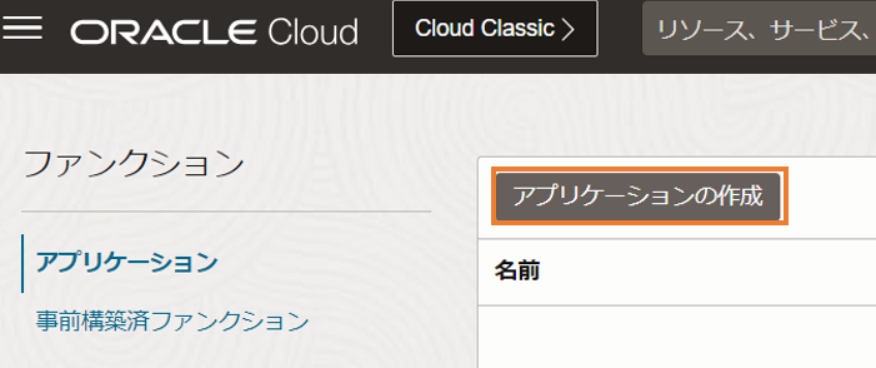 ORACLE Cloud
Cloud Classic
リソース、サービス、
ファンクション
アプリケーションの作成
アプリケーション
名前
事前構築済ファンクション